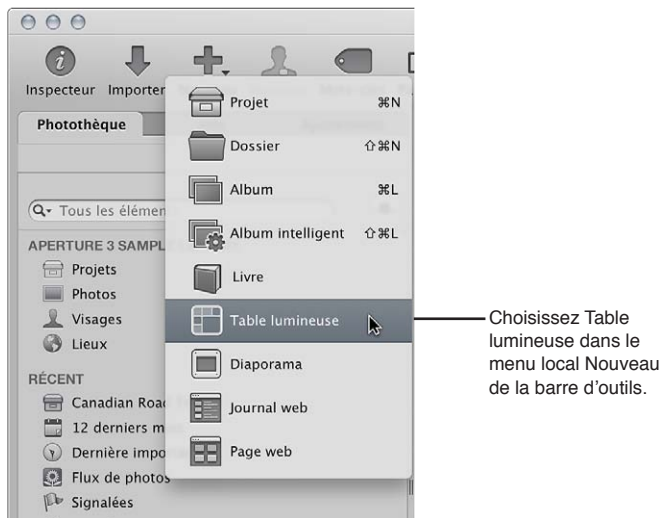 Inspecteur Importer
Photothèque
Tous les élémen
APERTURE 3 SAMPL
Projets
Photos
Visages
Lieux
RÉCENT
Canadian Road
12 derniers m
Dernière impo
Flux de photos
Signalées
Projet ⌘N
Dossier ⇧⌘N
Album ⌘L
Album intelligent ⇧⌘L
Livre
Table lumineuse
Diaporama
Journal web
Page web
Choisissez Table
lumineuse dans le
menu local Nouveau
de la barre d’outils.